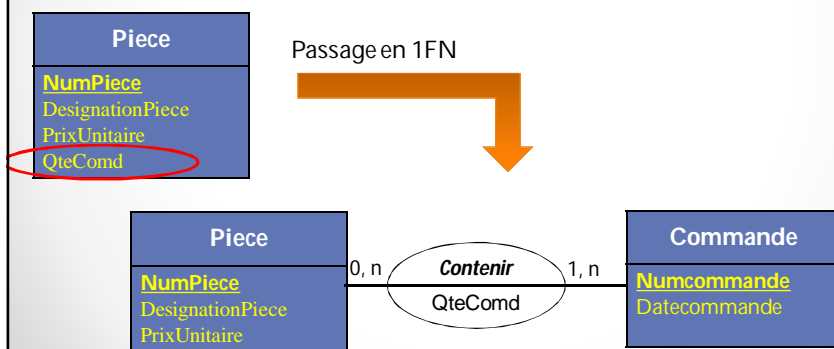 Piece
NumPiece
DesignationPiece
PrixUnitaire
QteComd
Passage en 1FN
Piece
NumPiece
DesignationPiece
PrixUnitaire
0, n
Contenir
QteComd
1, n
Commande
Numcommande
Datecommande